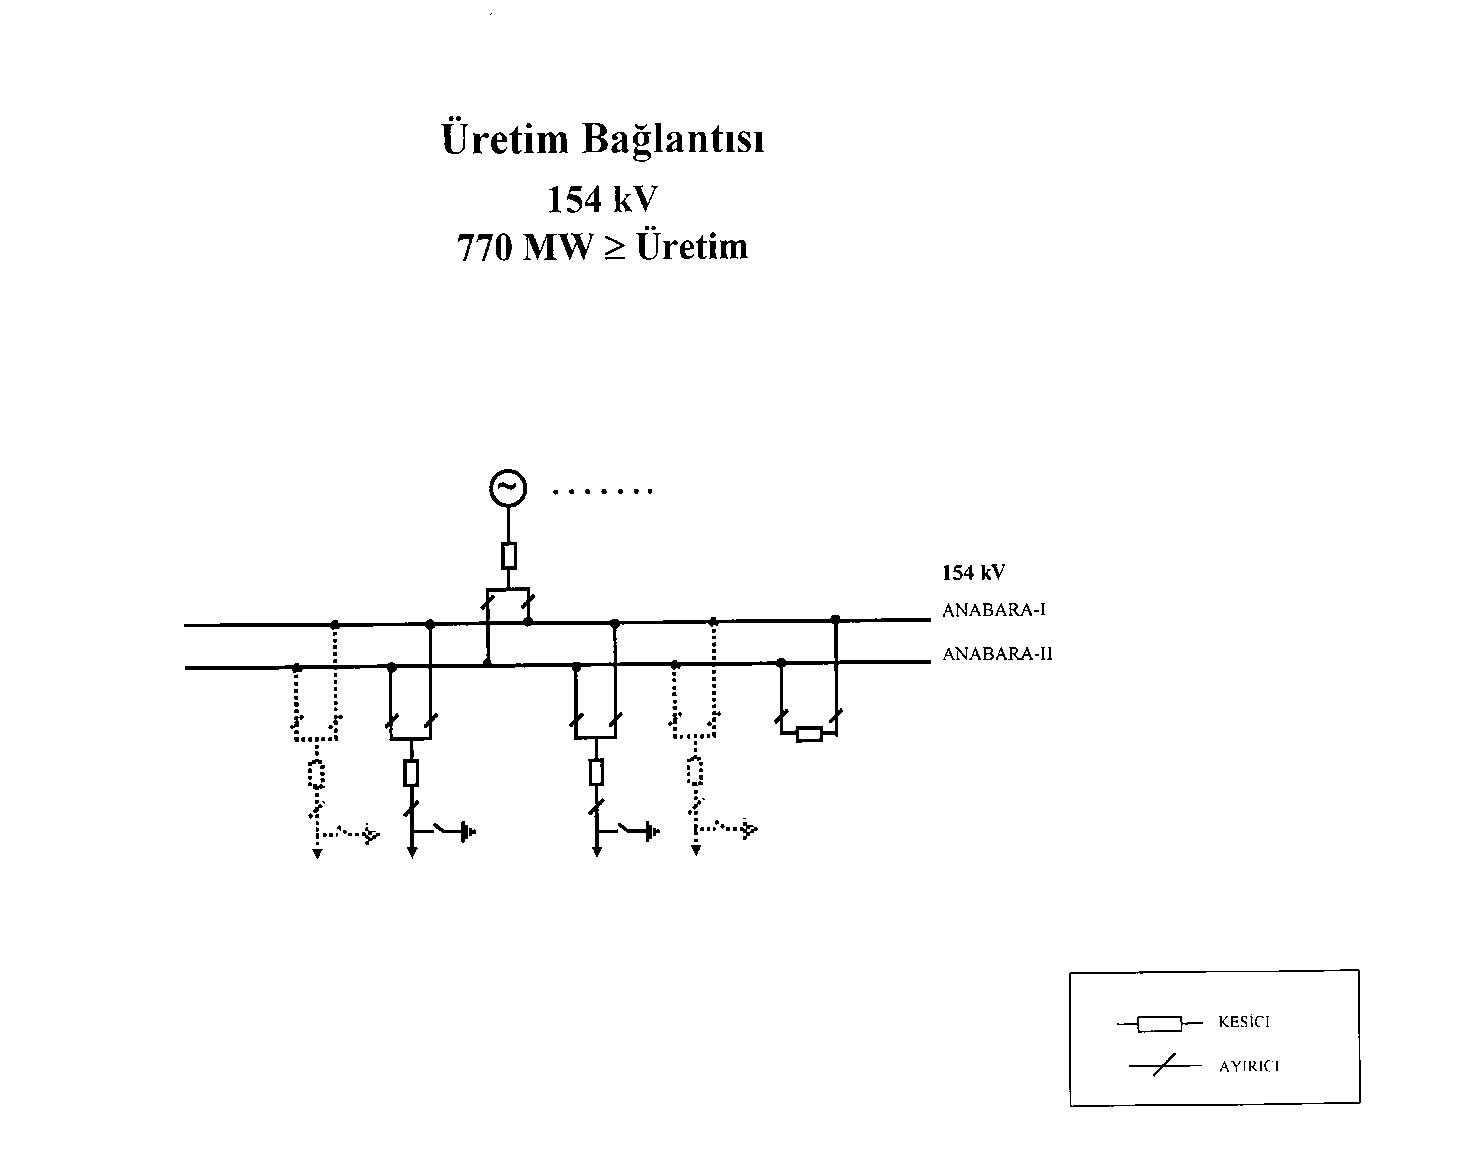 Üretim Bağlantısı
154 kV
770 MW ≥ Üretim
154 kV
ANABARA-I
ANABARA-II
KESİCİ
AYIRICI